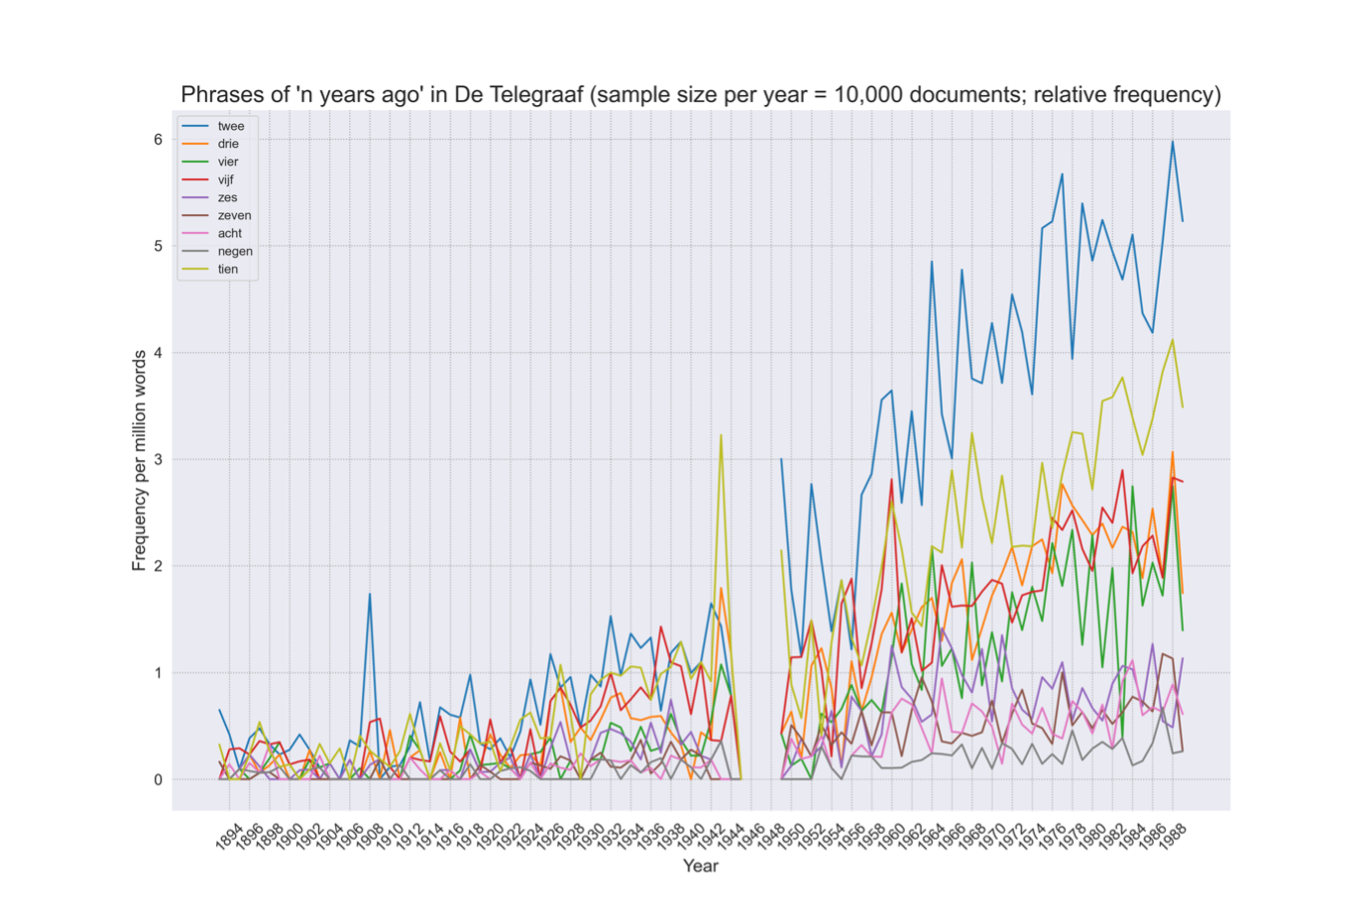 Phrases of 'n years ago' in De Telegraaf (sample size per year = 10,000 documents; relative frequency)
twee
drie
vier
vijf
zes
zeven
acht
negen
tien
6
5
4
3
2
1
0
Frequency per million words
1894 1896 1898 1900 1902 1904 1906 1908 1910 1912 1914 1916 1918 1920 1922 1924 1926 1928 1930 1932 1934 1936 1938 1940 1942 1944 1946 1948 1950 1952 1954 1956 1958 1960 1962 1964 1966 1968 1970 1972 1974 1976 1978 1980 1982 1984 1986 1988
Year